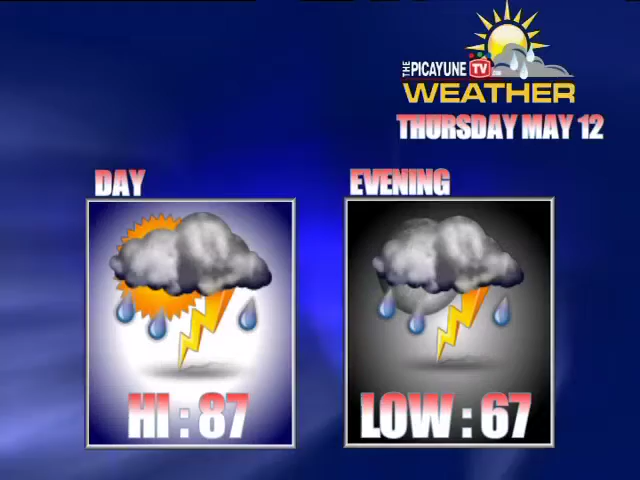 THE PICAYUNE TV
WEATHER
THURSDAY MAY 12
DAY
EVENING
HI : 87
LOW : 67